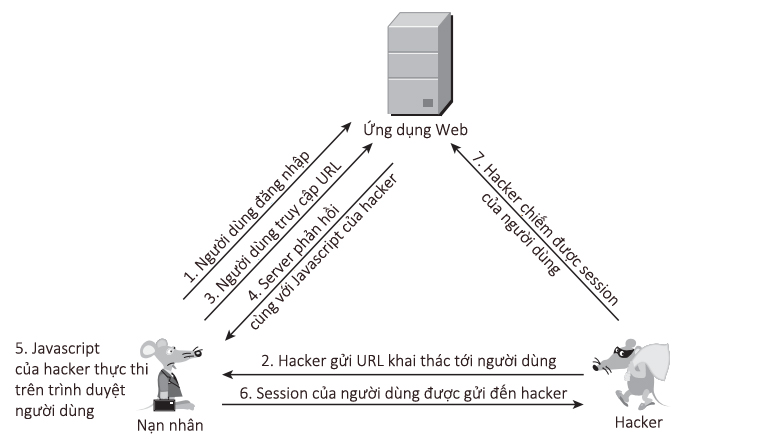 Ứng dụng Web
1. Người dùng đăng nhập
3. Người dùng truy cập URL
4. Server phản hồi
cùng với Javascript của hacker
7. Hacker chiếm được session
của người dùng
5. Javascript
của hacker thực thi
trên trình duyệt
người dùng
2. Hacker gửi URL khai thác tới người dùng
6. Session của người dùng được gửi đến hacker
Nạn nhân
Hacker